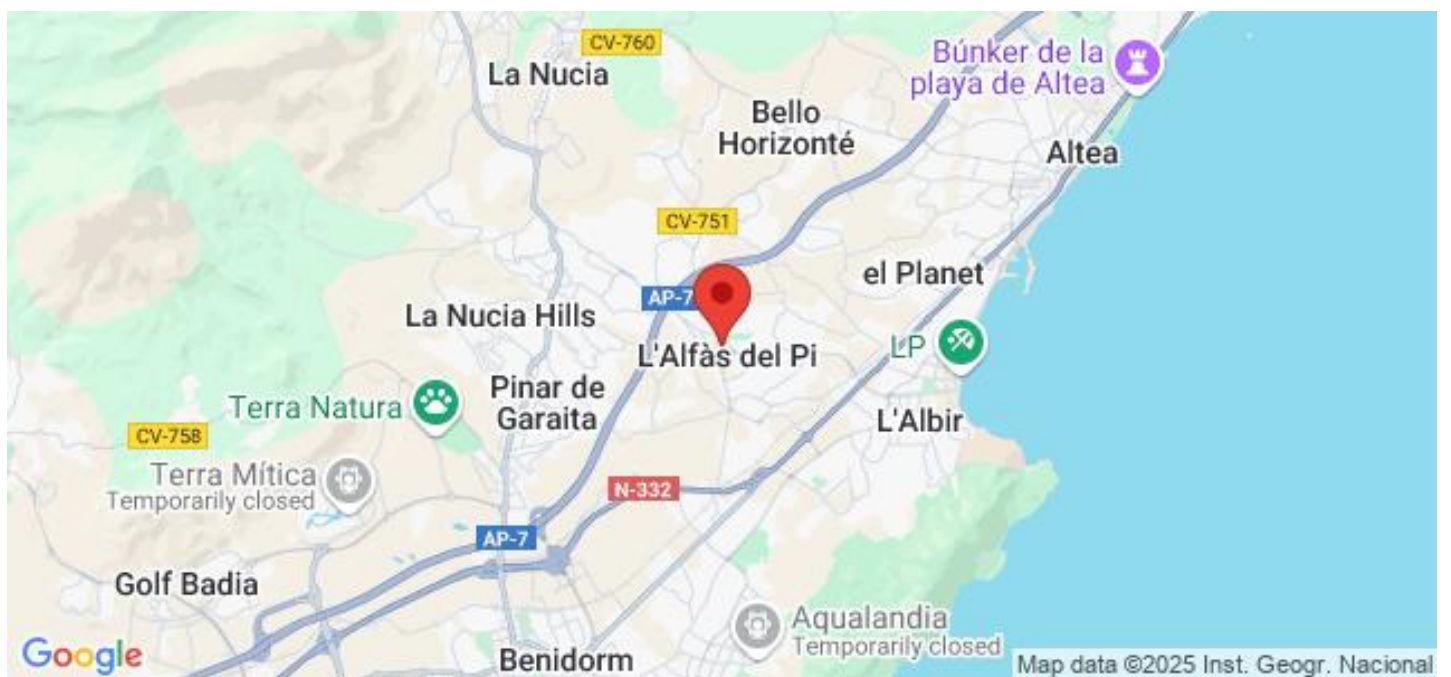 CV-760
La Nucia
Búnker de la
playa de Altea
Bello
Horizonté
Altea
CV-751
el Planet
AP-7
La Nucia Hills
L'Alfàs del Pi
LP
Pinar de
Garaita
Terra Natura
L'Albir
CV-758
Terra Mítica
Temporarily closed
N-332
AP-7
Golf Badia
Aqualandia
Temporarily closed
Benidorm
Google
Map data ©2025 Inst. Geogr. Nacional